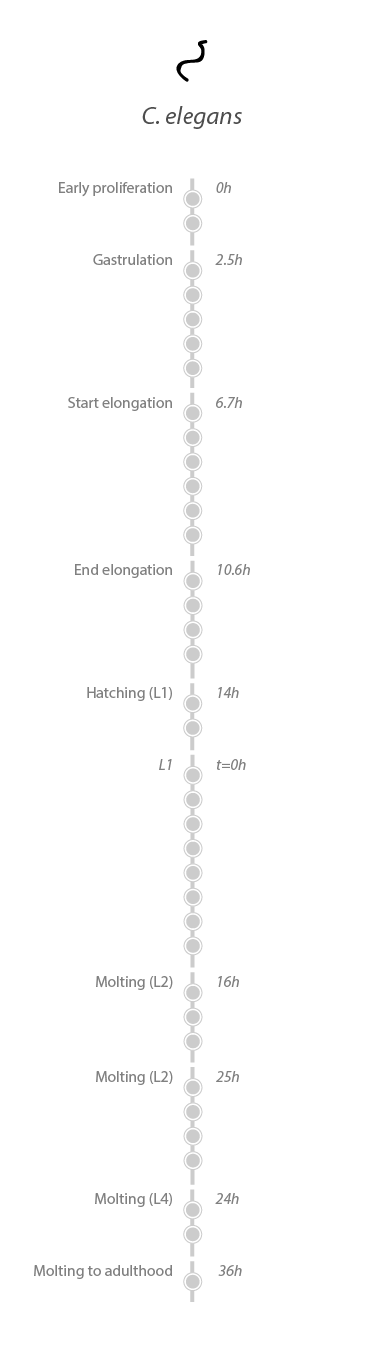 C. elegans
Early proliferation 0h
Gastrulation 2.5h
Start elongation 6.7h
End elongation 10.6h
Hatching (L1) 14h
L1 t=0h
Molting (L2) 16h
Molting (L2) 25h
Molting (L4) 24h
Molting to adulthood 36h